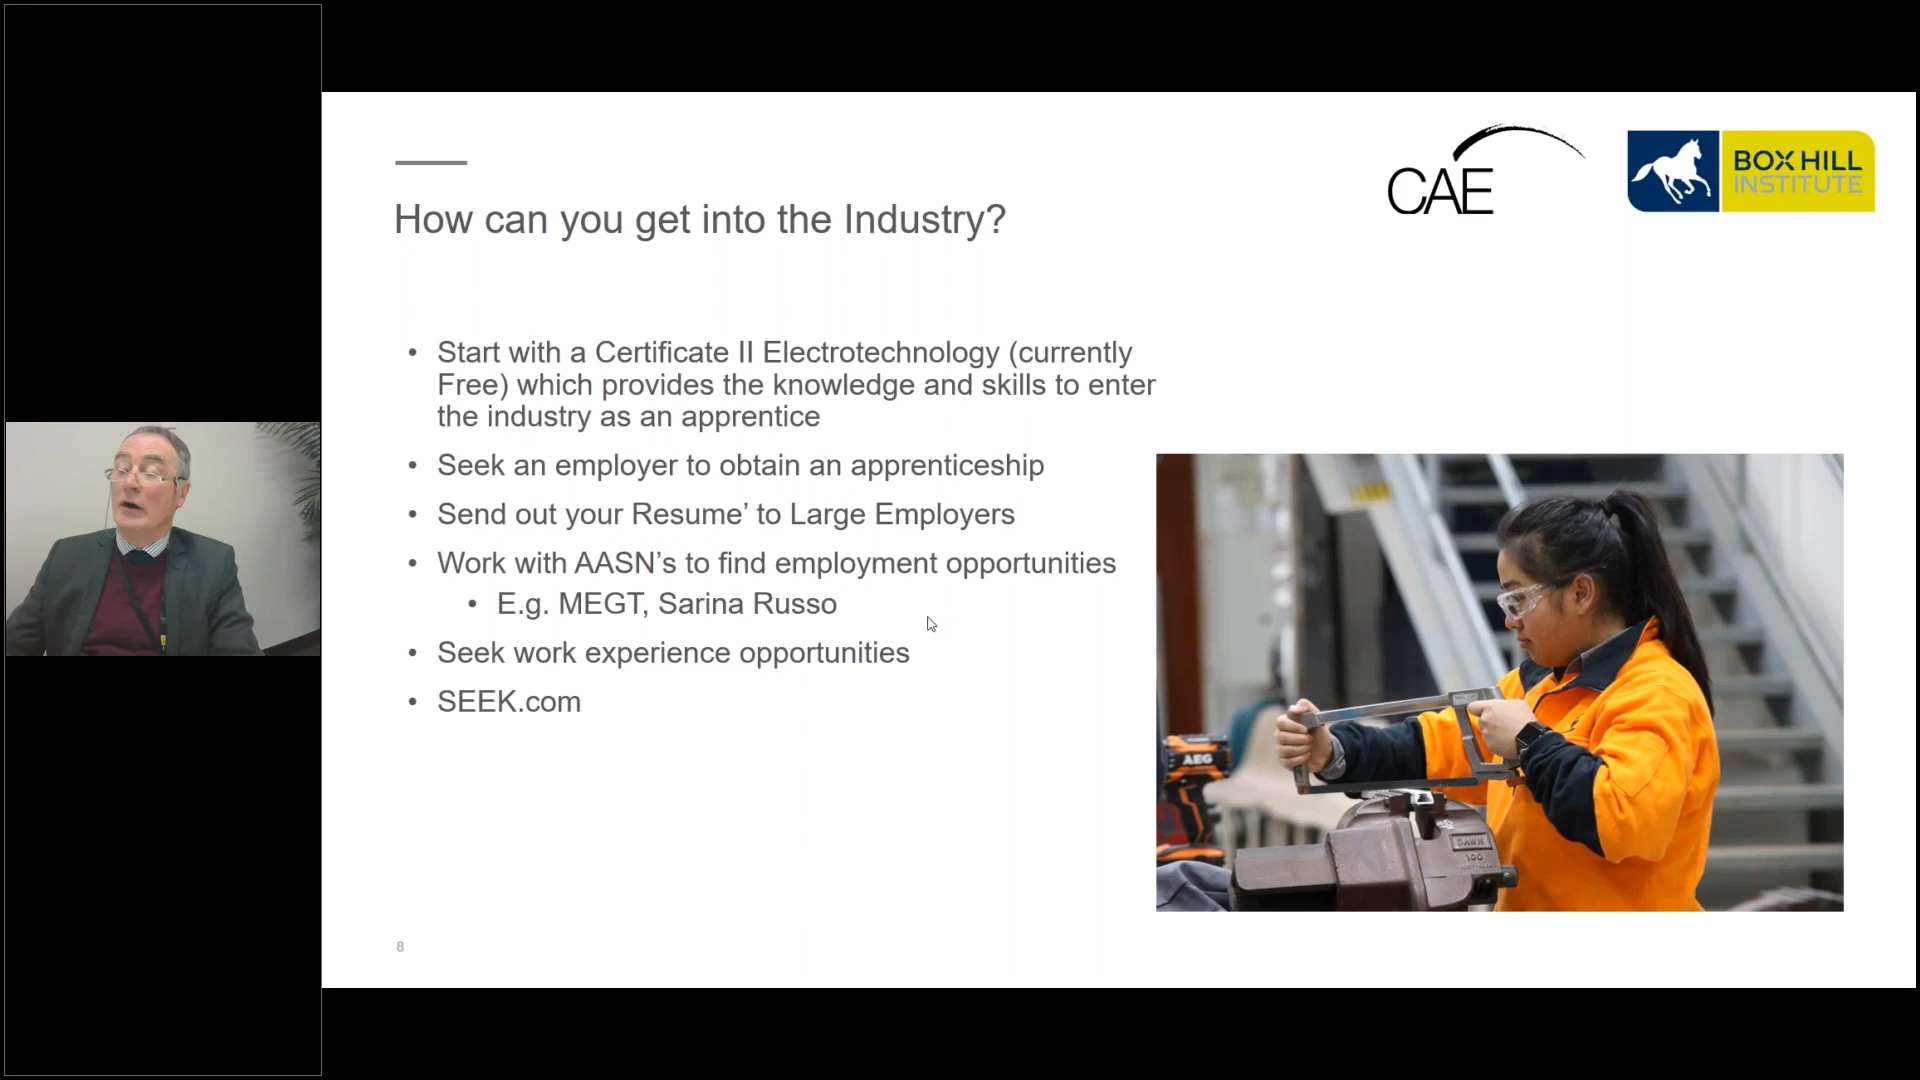 CAE
BOX HILL
INSTITUTE
How can you get into the Industry?
• Start with a Certificate II Electrotechnology (currently
Free) which provides the knowledge and skills to enter
the industry as an apprentice
• Seek an employer to obtain an apprenticeship
• Send out your Resume’ to Large Employers
• Work with AASN’s to find employment opportunities
• E.g. MEGT, Sarina Russo
• Seek work experience opportunities
• SEEK.com
AEG
DAWN
100
8